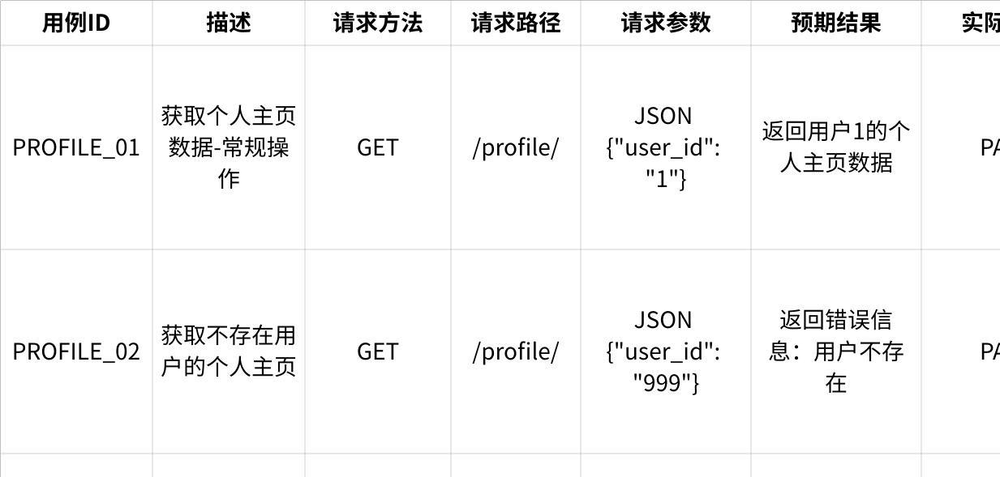 用例ID 描述 请求方法 请求路径 请求参数 预期结果 实际
PROFILE_01
获取个人主页
数据-常规操
作
GET
/profile/
JSON
{"user_id":
"1"}
返回用户1的个
人主页数据
PA
PROFILE_02
获取不存在用
户的个人主页
GET
/profile/
JSON
{"user_id":
"999"}
返回错误信
息：用户不存
在
PA